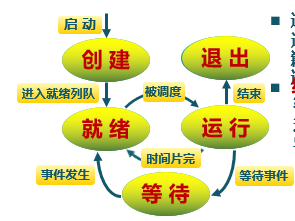 启动
创建
退出
进入就绪列队
被调度
结束
就绪
运行
时间片完
事件发生
等待事件
等待